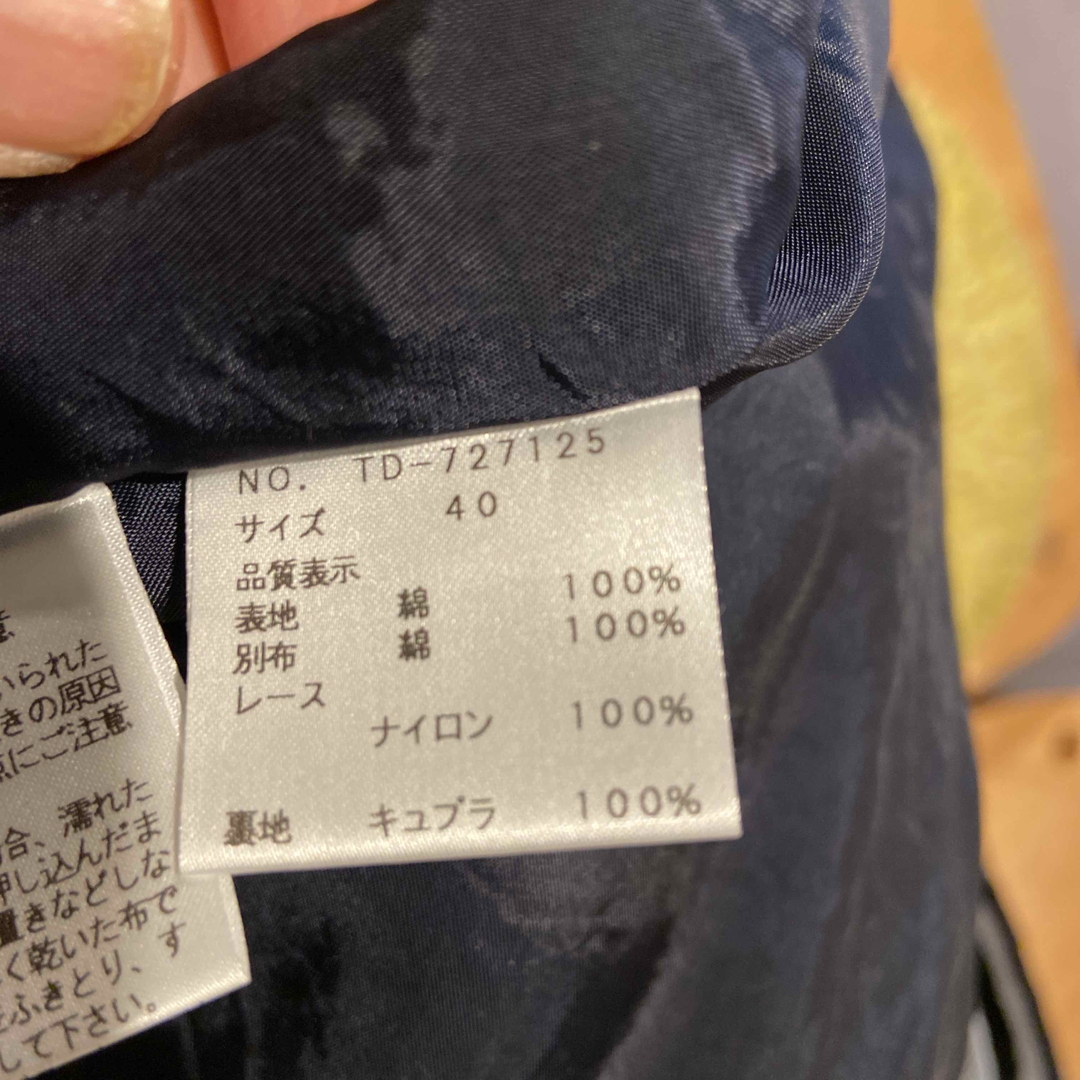 NO. TD-727125
サイズ 40
品質表示
表地 綿 100%
別布 綿 100%
レース
ナイロン 100%
裏地 キュプラ 100%
意
いられた
きの原因
点にご注意
合、濡れた
押し込んだま
置きなどしな
く乾いた布で
ふきとり、す
して下さい。